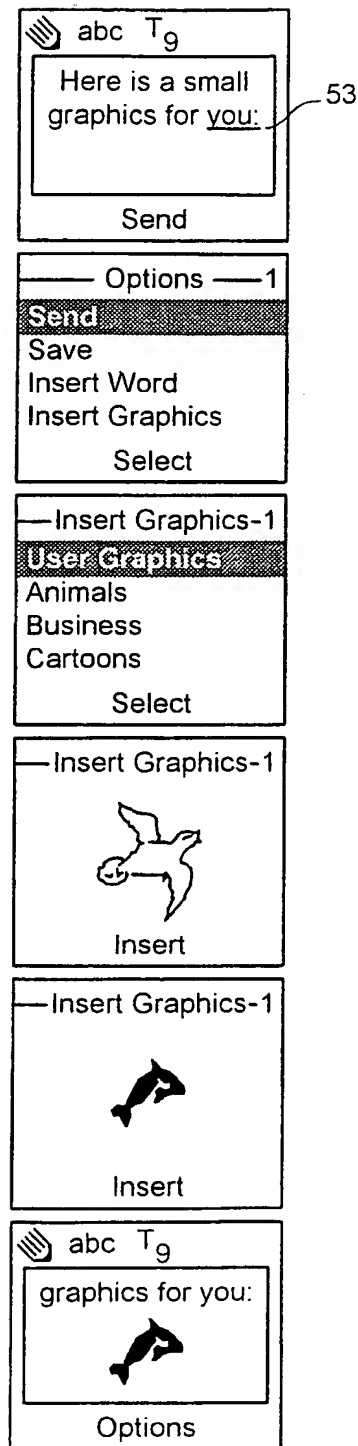 abc T9
Here is a small
graphics for you:
53
Send
Options 1
Send
Save
Insert Word
Insert Graphics
Select
Insert Graphics-1
User Graphics
Animals
Business
Cartoons
Select
Insert Graphics-1
Insert
Insert Graphics-1
Insert
abc T9
graphics for you:
Options